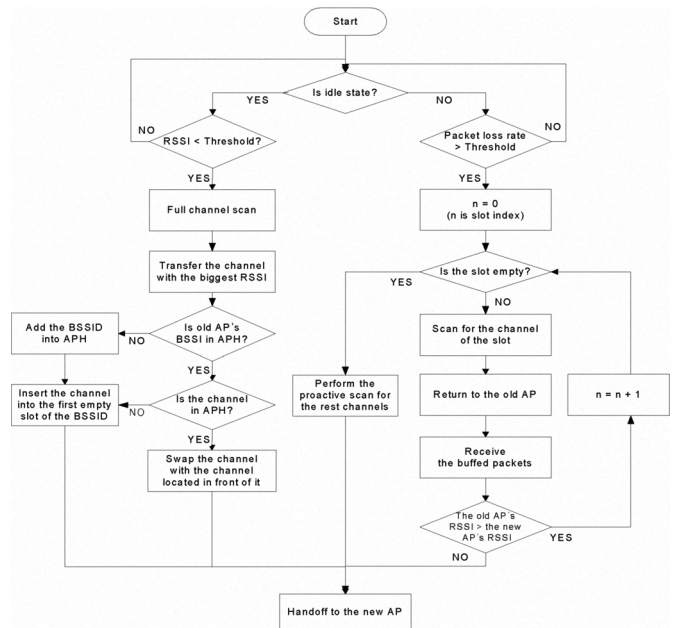 Start
Is idle state?
YES
NO
NO
RSSI < Threshold?
Packet loss rate
> Threshold
NO
YES
YES
Full channel scan
n = 0
(n is slot index)
Transfer the channel
with the biggest RSSI
Is the slot empty?
YES
NO
Add the BSSID
into APH
NO
Is old AP's
BSSI in APH?
Scan for the channel
of the slot
YES
Insert the channel
into the first empty
slot of the BSSID
NO
Is the channel
in APH?
Perform the
proactive scan for
the rest channels
Return to the old AP
n = n + 1
YES
Swap the channel
with the channel
located in front of it
Receive
the buffed packets
The old AP's
RSSI > the new
AP's RSSI
YES
NO
Handoff to the new AP